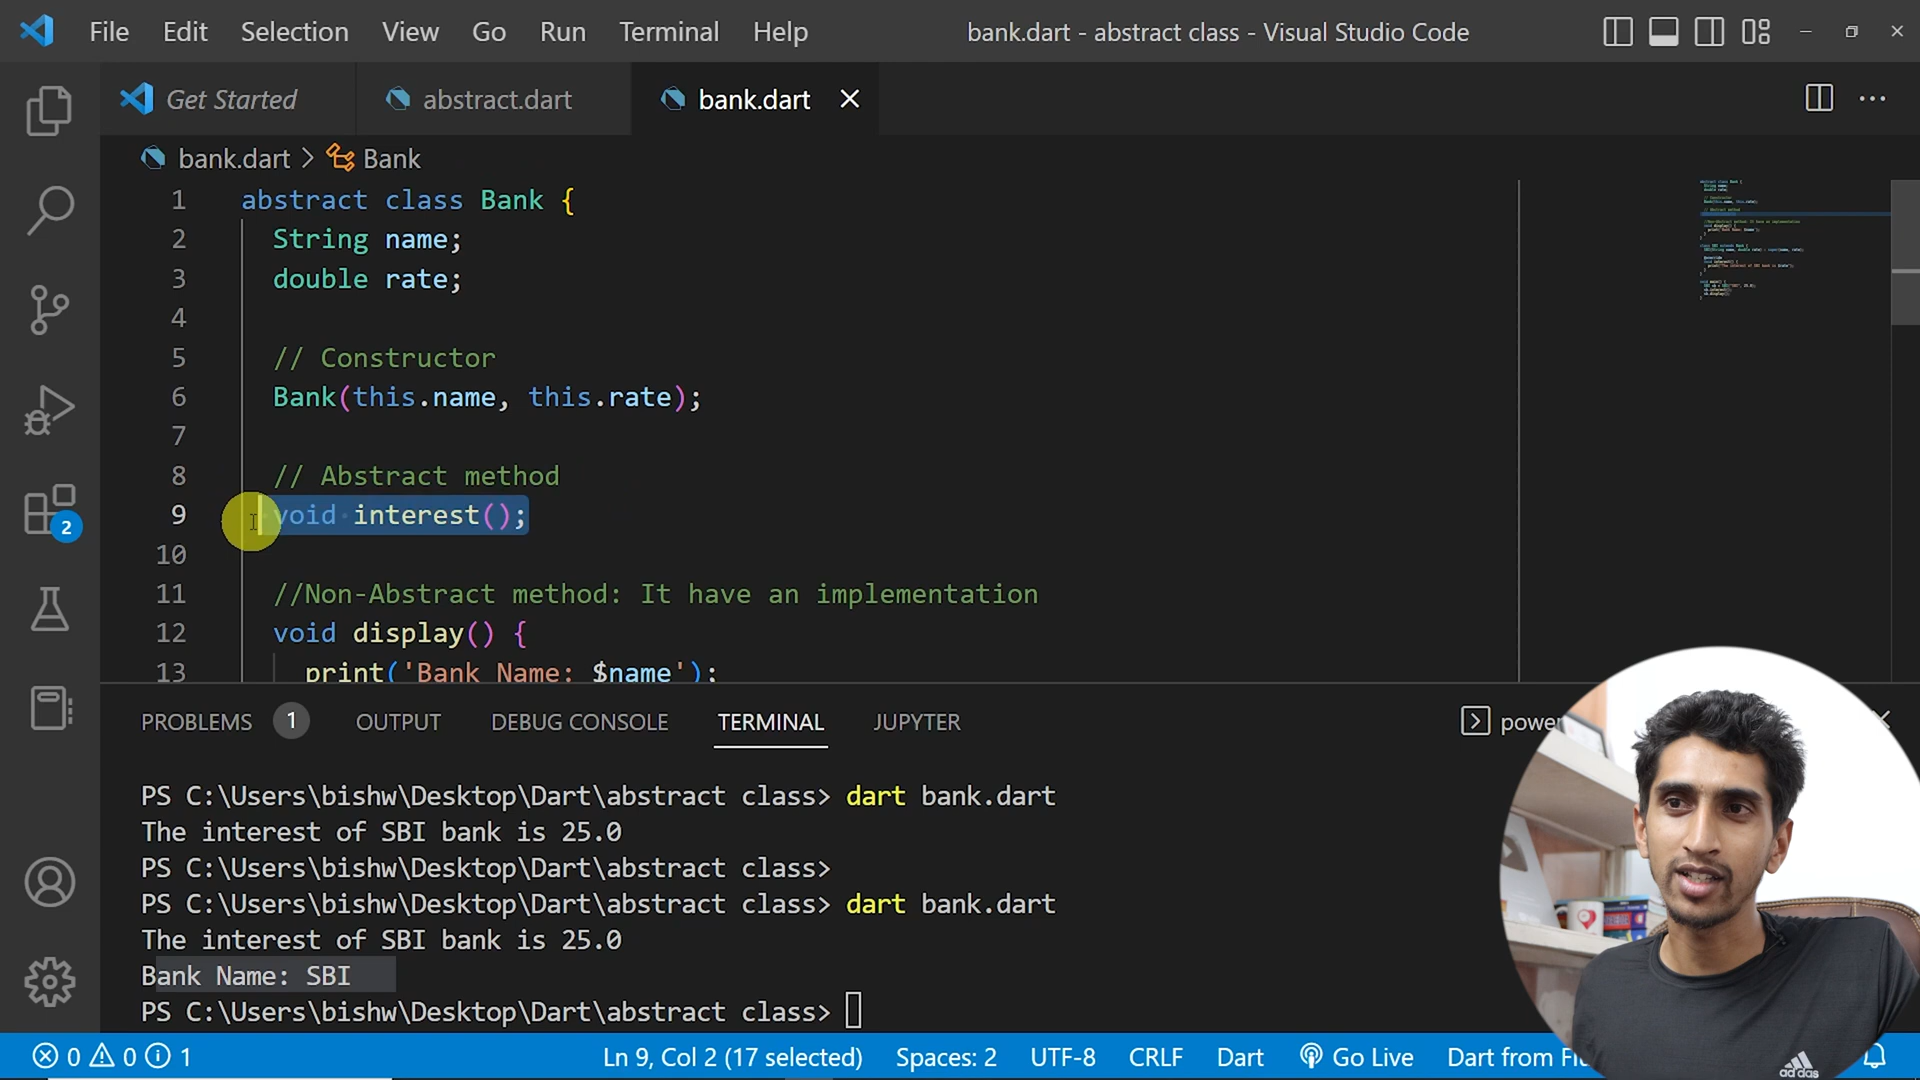 File Edit Selection View Go Run Terminal Help bank.dart - abstract class - Visual Studio Code
Get Started abstract.dart bank.dart
bank.dart > Bank
1 abstract class Bank {
2 String name;
3 double rate;
4
5 // Constructor
6 Bank(this.name, this.rate);
7
8 // Abstract method
9 void interest();
10
11 //Non-Abstract method: It have an implementation
12 void display() {
13 print('Bank Name: $name');
2
PROBLEMS 1 OUTPUT DEBUG CONSOLE TERMINAL JUPYTER
PS C:\Users\bishw\Desktop\Dart\abstract class> dart bank.dart
The interest of SBI bank is 25.0
PS C:\Users\bishw\Desktop\Dart\abstract class>
PS C:\Users\bishw\Desktop\Dart\abstract class> dart bank.dart
The interest of SBI bank is 25.0
Bank Name: SBI
PS C:\Users\bishw\Desktop\Dart\abstract class>
adidas
0 0 1 Ln 9, Col 2 (17 selected) Spaces: 2 UTF-8 CRLF Dart Go Live Dart from